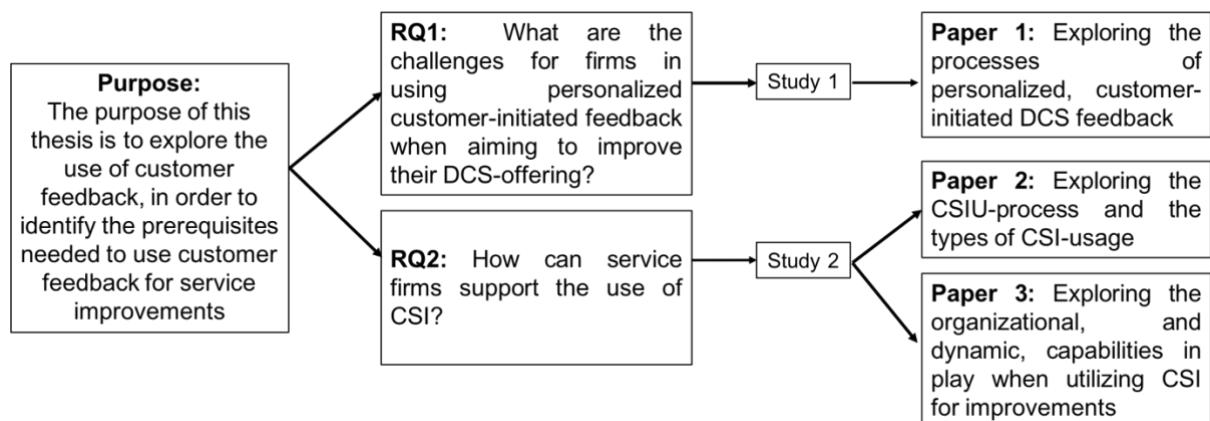 Purpose:
The purpose of this
thesis is to explore the
use of customer
feedback, in order to
identify the prerequisites
needed to use customer
feedback for service
improvements
RQ1: What are the
challenges for firms in
using personalized
customer-initiated feedback
when aiming to improve
their DCS-offering?
Study 1
Paper 1: Exploring the
processes of
personalized, customer-
initiated DCS feedback
RQ2: How can service
firms support the use of
CSI?
Study 2
Paper 2: Exploring the
CSIU-process and the
types of CSI-usage
Paper 3: Exploring the
organizational, and
dynamic, capabilities in
play when utilizing CSI
for improvements